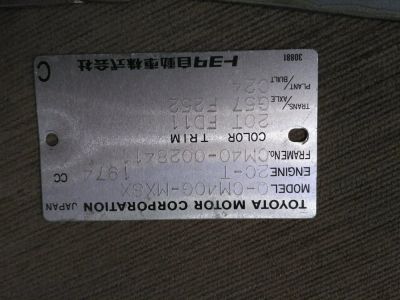 TOYOTA MOTOR CORPORATION JAPAN
MODEL Q-CM40G-MXSX
ENGINE 2C-T 1974 CC
FRAME No. CM40-0028411
COLOR TRIM
20T FD11
TRANS./AXLE G57 F252
PLANT/BUILT C24
トヨタ自動車株式会社
30881
C